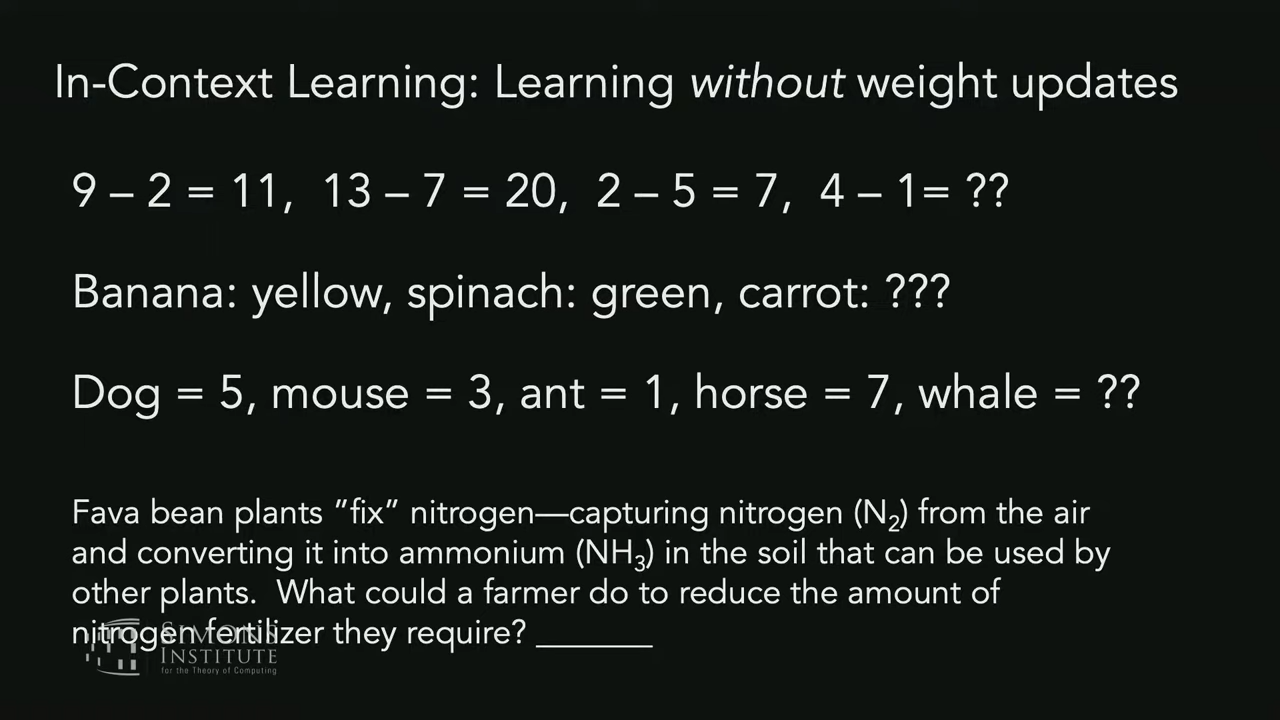 In-Context Learning: Learning without weight updates
9 – 2 = 11, 13 – 7 = 20, 2 – 5 = 7, 4 – 1= ??
Banana: yellow, spinach: green, carrot: ???
Dog = 5, mouse = 3, ant = 1, horse = 7, whale = ??
Fava bean plants ”fix” nitrogen—capturing nitrogen (N₂) from the air
and converting it into ammonium (NH₃) in the soil that can be used by
other plants. What could a farmer do to reduce the amount of
nitrogen fertilizer they require? _______
SIMONS
INSTITUTE
for the Theory of Computing